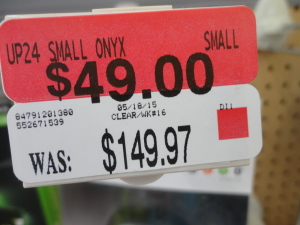 UP24 SMALL ONYX SMALL
$49.00
84791201380 05/18/15 D11
552671539 CLEAR/WK#16
WAS: $149.97